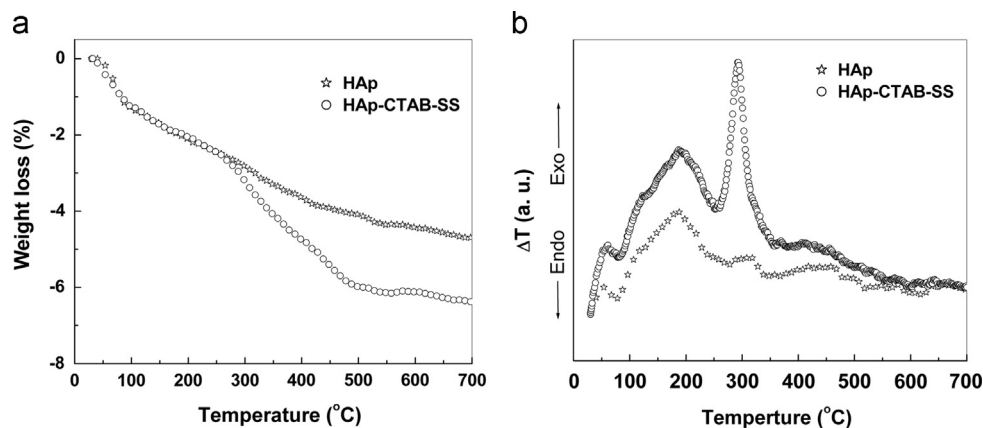 a
0
-2
-4
-6
-8
Weight loss (%)
HAp
HAp-CTAB-SS
0 100 200 300 400 500 600 700
Temperature (°C)
b
ΔT (a. u.)
Endo
Exo
HAp
HAp-CTAB-SS
0 100 200 300 400 500 600 700
Temperture (°C)